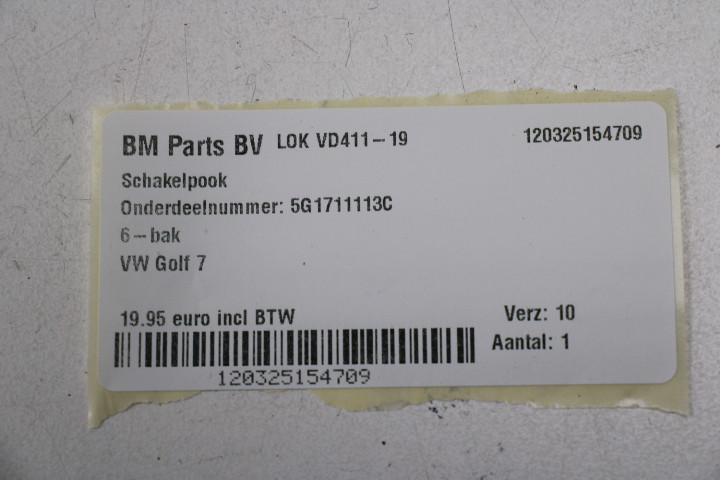 BM Parts BV LOK VD411-19 120325154709
Schakelpook
Onderdeelnummer: 5G1711113C
6-bak
VW Golf 7
19.95 euro incl BTW Verz: 10
Aantal: 1
120325154709